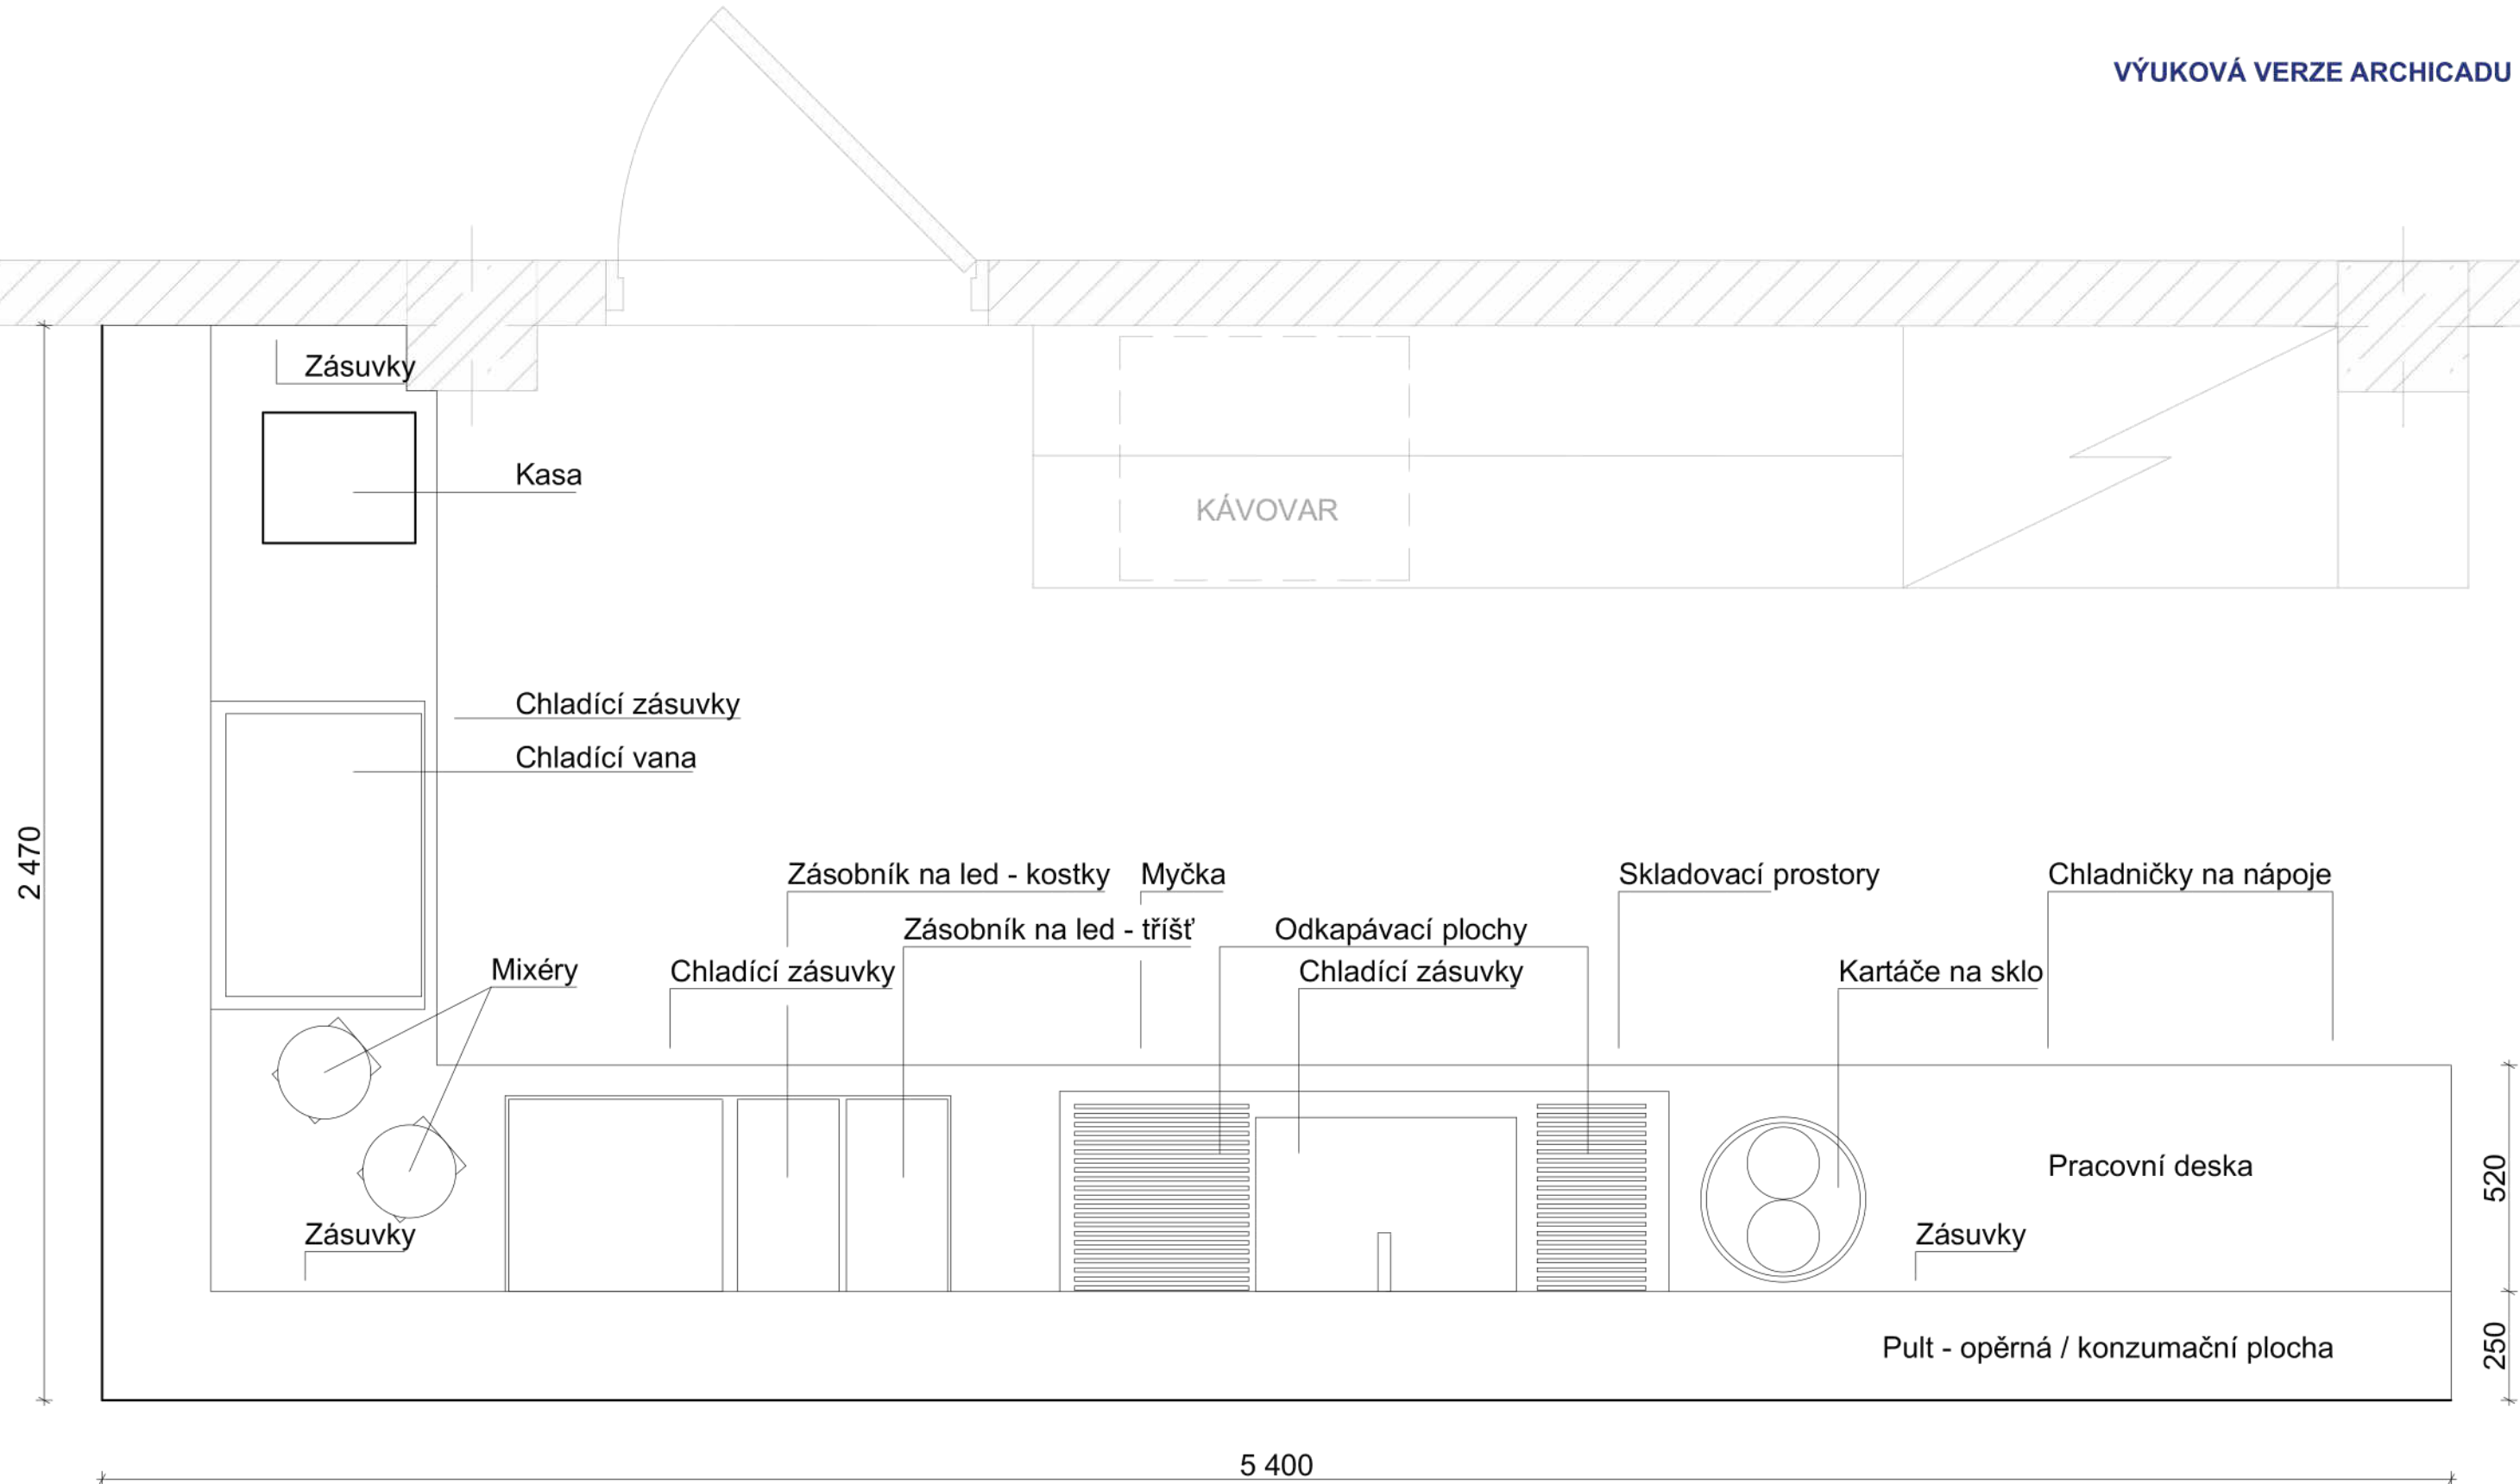 VÝUKOVÁ VERZE ARCHICADU
Zásuvky
Kasa
KÁVOVAR
Chladící zásuvky
Chladící vana
2 470
Zásobník na led - kostky
Myčka
Skladovací prostory
Chladničky na nápoje
Zásobník na led - tříšť
Odkapávací plochy
Mixéry
Chladící zásuvky
Chladící zásuvky
Kartáče na sklo
Pracovní deska
520
Zásuvky
Zásuvky
Pult - opěrná / konzumační plocha
250
5 400